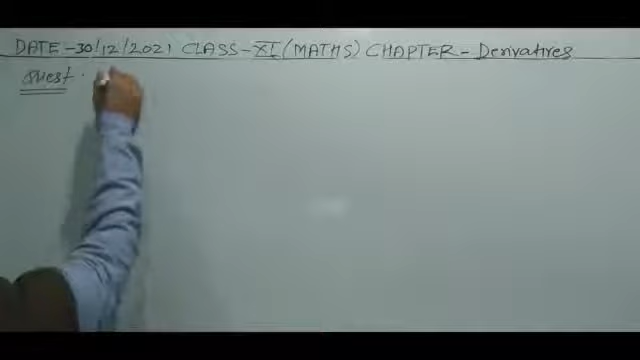 DATE - 30/12/2021 CLASS - XI (MATHS) CHAPTER - Derivatives
Quest .